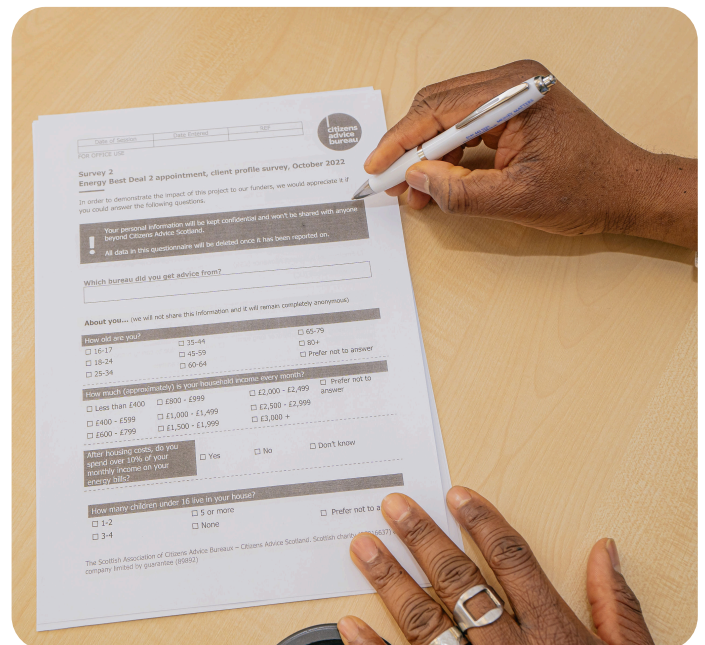 Date of Session
Date Entered
FOR OFFICE USE
citizens
advice
bureau
Survey 2
Energy Best Deal 2 appointment, client profile survey, October 2022
In order to demonstrate the impact of this project to our funders, we would appreciate it if
you could answer the following questions.
!
Your personal information will be kept confidential and won't be shared with anyone
beyond Citizens Advice Scotland.
All data in this questionnaire will be deleted once it has been reported on.
Which bureau did you get advice from?
About you... (we will not share this information and it will remain completely anonymous)
How old are you?
16-17
18-24
25-34
35-44
45-59
60-64
65-79
80+
Prefer not to answer
How much (approximately) is your household income every month?
Less than £400
£400 - £599
£600 - £799
£800 - £999
£1,000 - £1,499
£1,500 - £1,999
£2,000 - £2,499
£2,500 - £2,999
£3,000 +
Prefer not to
answer
After housing costs, do you
spend over 10% of your
monthly income on your
energy bills?
Yes
No
Don't know
How many children under 16 live in your house?
1-2
3-4
5 or more
None
Prefer not to a
The Scottish Association of Citizens Advice Bureaux – Citizens Advice Scotland. Scottish charity
company limited by guarantee (89892)